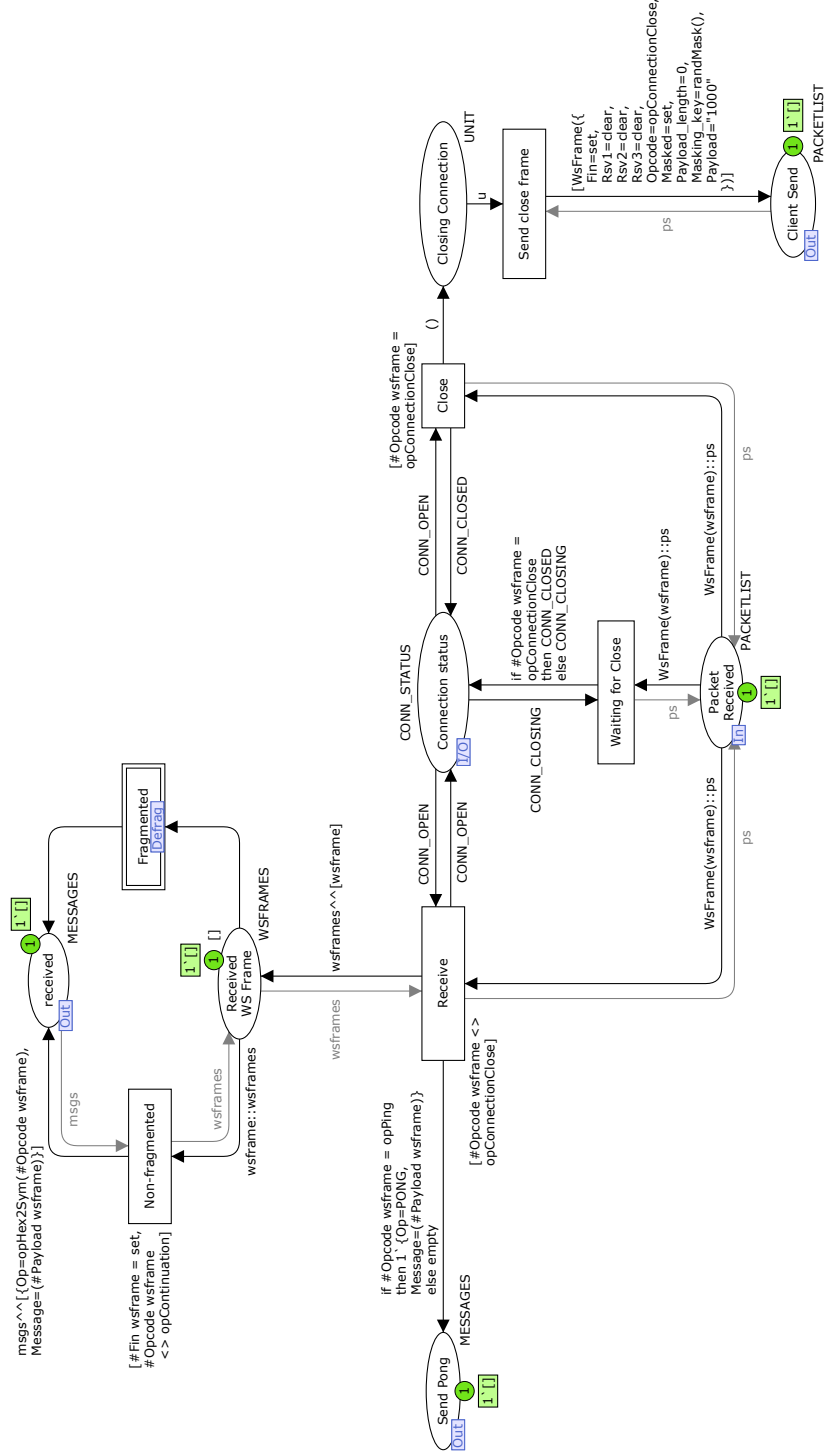 msgs^^[{Op=opHex2Sym(#Opcode wsframe),
Message=(#Payload wsframe)}]
msgs
received
Out
1
1`[]
MESSAGES
[#Fin wsframe = set,
#Opcode wsframe
<> opContinuation]
Non-fragmented
wsframes
wsframe::wsframes
Received
WS Frame
1
1`[]
[]
WSFRAMES
Fragmented
Defrag
wsframes
wsframes^^[wsframe]
if #Opcode wsframe = opPing
then 1`{Op=PONG,
Message=(#Payload wsframe)}
else empty
Send Pong
Out
1
1`[]
MESSAGES
Receive
[#Opcode wsframe <>
opConnectionClose]
CONN_OPEN
CONN_OPEN
CONN_STATUS
Connection status
I/O
CONN_OPEN
CONN_CLOSED
[#Opcode wsframe =
opConnectionClose]
Close
()
Closing Connection
UNIT
u
Send close frame
CONN_CLOSING
if #Opcode wsframe =
opConnectionClose
then CONN_CLOSED
else CONN_CLOSING
Waiting for Close
ps
WsFrame(wsframe)::ps
WsFrame(wsframe)::ps
ps
Packet
Received
In
1
1`[]
PACKETLIST
WsFrame(wsframe)::ps
ps
ps
[WsFrame({
Fin=set,
Rsv1=clear,
Rsv2=clear,
Rsv3=clear,
Opcode=opConnectionClose,
Masked=set,
Payload_length=0,
Masking_key=randMask(),
Payload="1000"
})]
Client Send
Out
1
1`[]
PACKETLIST